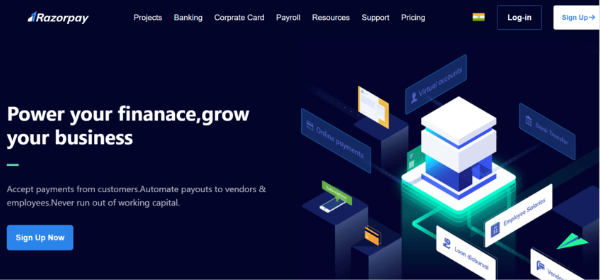 Razorpay
Projects Banking Corprate Card Payroll Resources Support Pricing
Log-in
Sign Up→
Virtual accounts
Online payments
Bank Transfer
Power your finanace,grow
your business
Accept payments from customers.Automate payouts to vendors &
employees.Never run out of working capital.
Employee Salaries
Sign Up Now
Loan disbursal
Vendor